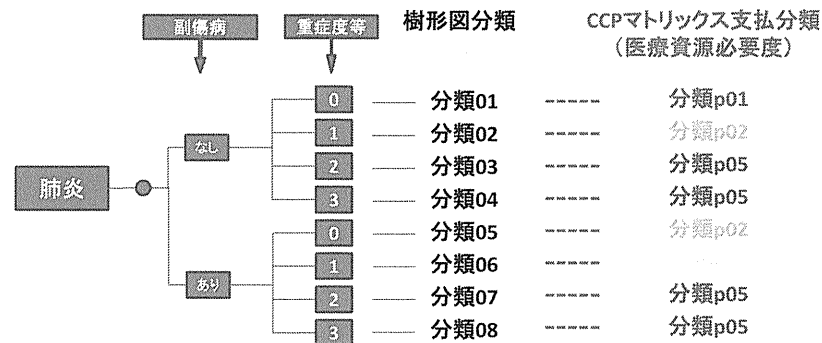 副傷病
重症度等
樹形図分類
CCPマトリックス支払分類
(医療資源必要度)
肺炎
なし
0 分類01 ----- 分類p01
1 分類02 ----- 分類p02
2 分類03 ----- 分類p05
3 分類04 ----- 分類p05
あり
0 分類05 ----- 分類p02
1 分類06 -----
2 分類07 ----- 分類p05
3 分類08 ----- 分類p05